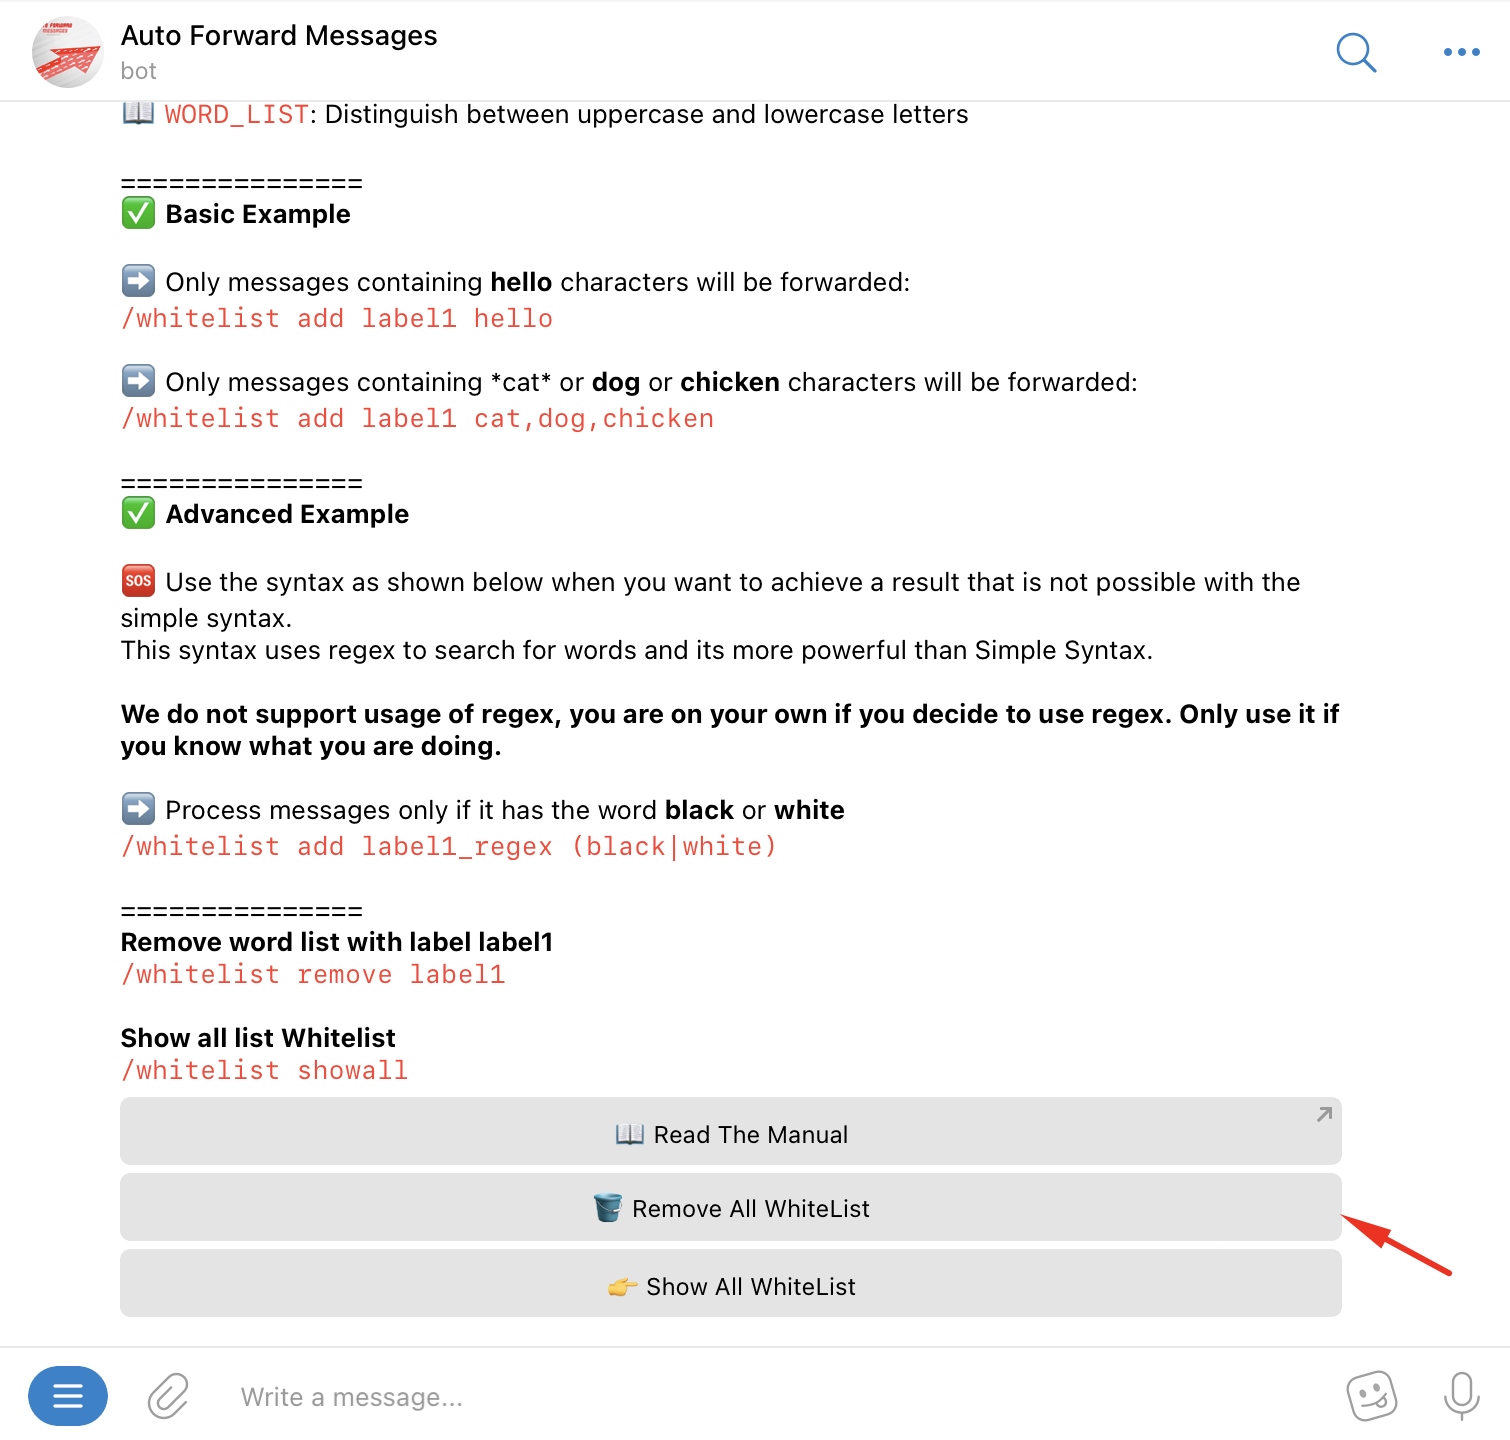 Auto Forward Messages
bot
WORD_LIST: Distinguish between uppercase and lowercase letters
===============
Basic Example
Only messages containing hello characters will be forwarded:
/whitelist add label1 hello
Only messages containing *cat* or dog or chicken characters will be forwarded:
/whitelist add label1 cat,dog,chicken
===============
Advanced Example
SOS Use the syntax as shown below when you want to achieve a result that is not possible with the
simple syntax.
This syntax uses regex to search for words and its more powerful than Simple Syntax.
We do not support usage of regex, you are on your own if you decide to use regex. Only use it if
you know what you are doing.
Process messages only if it has the word black or white
/whitelist add label1_regex (black|white)
===============
Remove word list with label label1
/whitelist remove label1
Show all list Whitelist
/whitelist showall
Read The Manual
Remove All WhiteList
Show All WhiteList
Write a message...